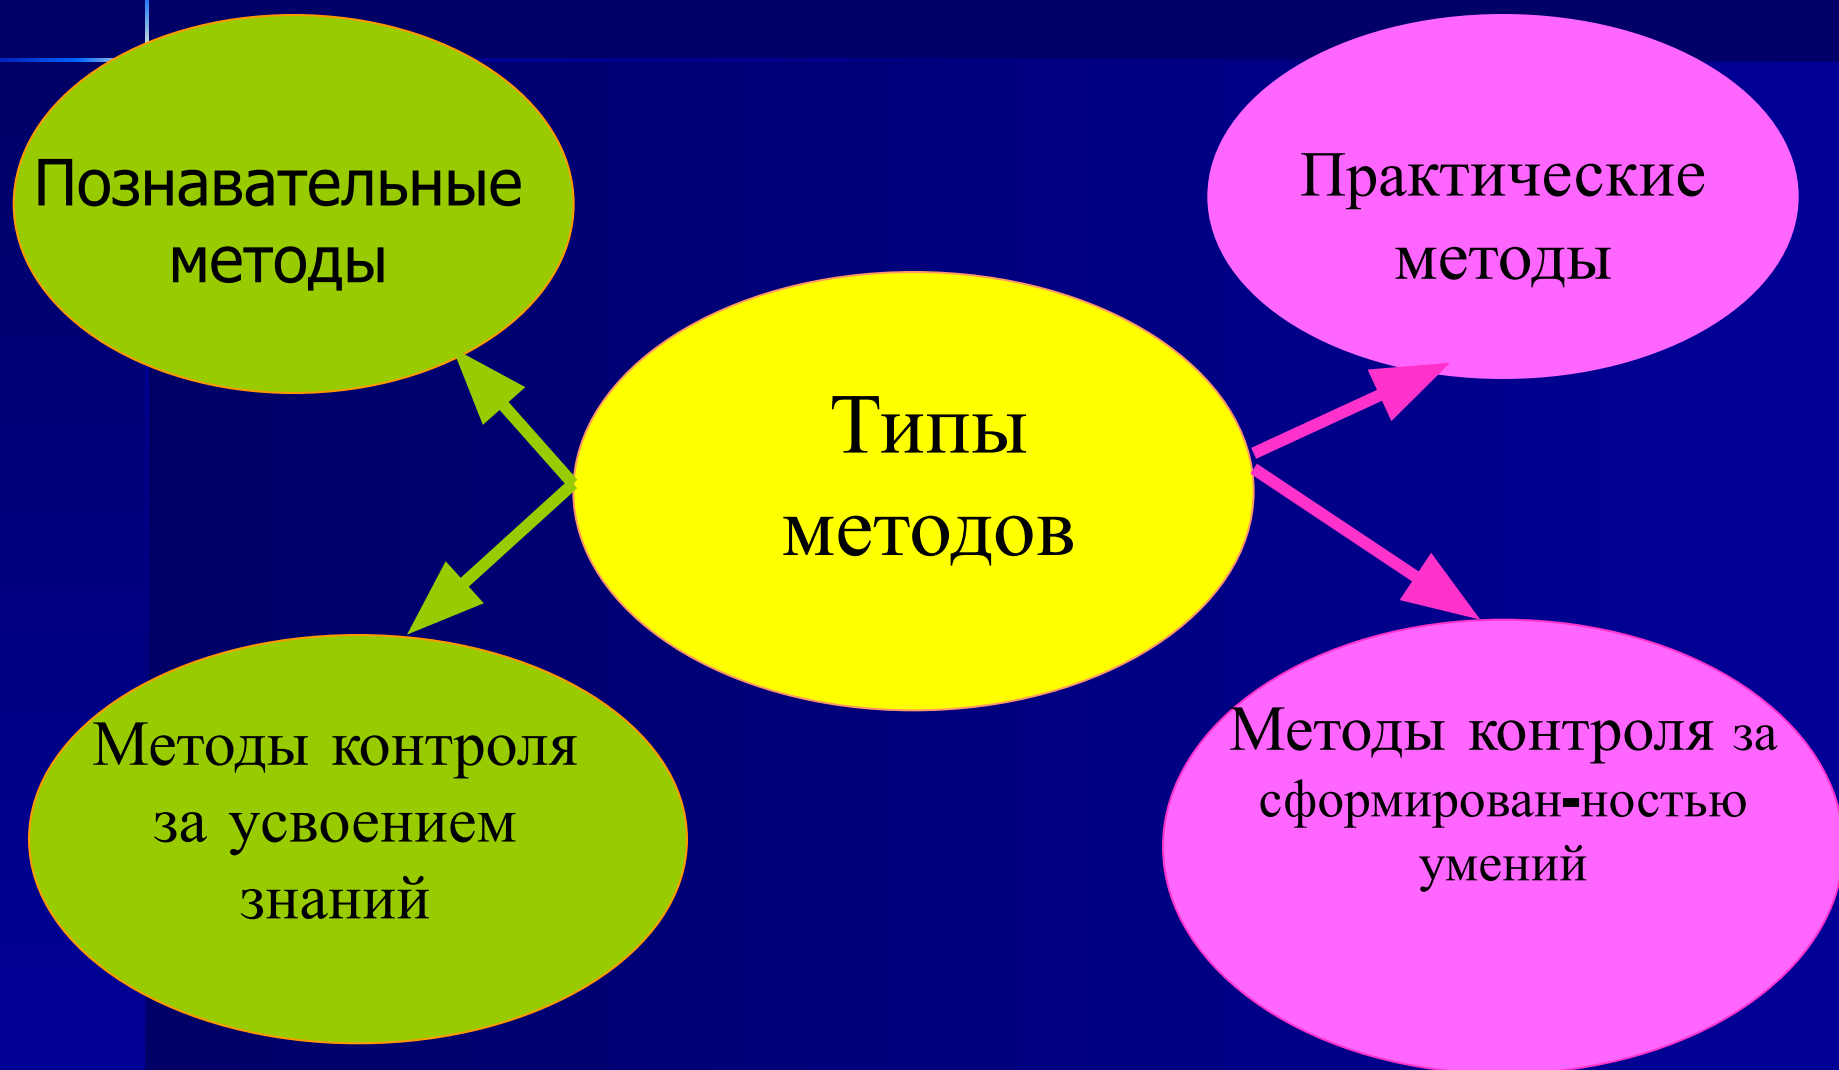 Познавательные
методы
Практические
методы
Типы
методов
Методы контроля
за усвоением
знаний
Методы контроля за
сформирован-ностью
умений